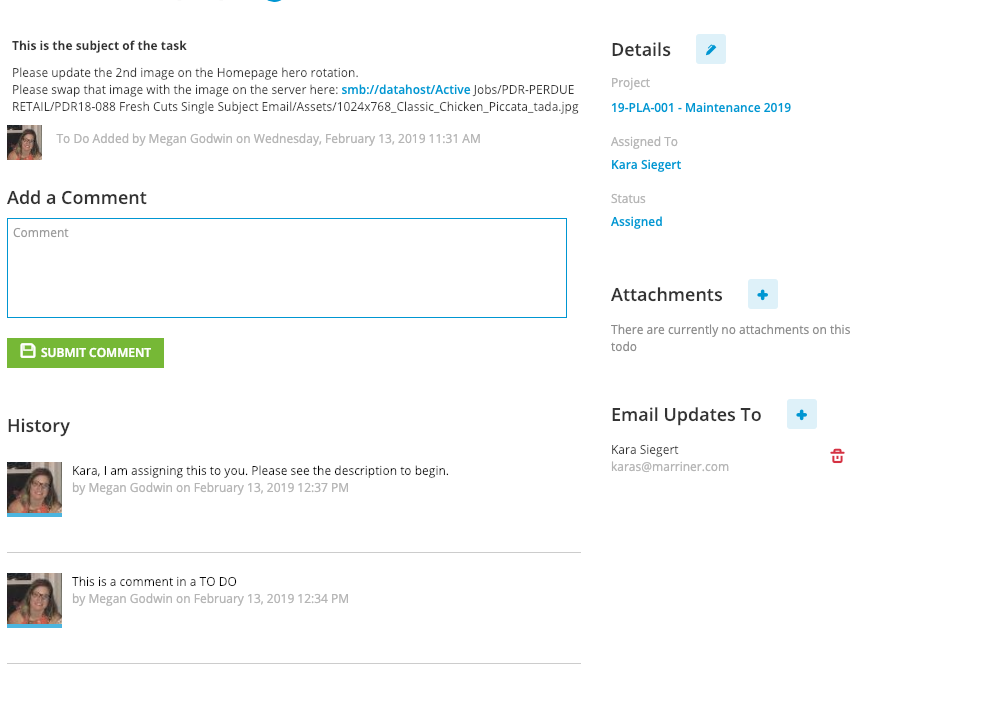 This is the subject of the task
Please update the 2nd image on the Homepage hero rotation.
Please swap that image with the image on the server here: smb://datahost/Active Jobs/PDR-PERDUE
RETAIL/PDR18-088 Fresh Cuts Single Subject Email/Assets/1024x768_Classic_Chicken_Piccata_tada.jpg
To Do Added by Megan Godwin on Wednesday, February 13, 2019 11:31 AM
Add a Comment
Comment
SUBMIT COMMENT
History
Kara, I am assigning this to you. Please see the description to begin.
by Megan Godwin on February 13, 2019 12:37 PM
This is a comment in a TO DO
by Megan Godwin on February 13, 2019 12:34 PM
Details
Project
19-PLA-001 - Maintenance 2019
Assigned To
Kara Siegert
Status
Assigned
Attachments
There are currently no attachments on this
todo
Email Updates To
Kara Siegert
karas@marriner.com